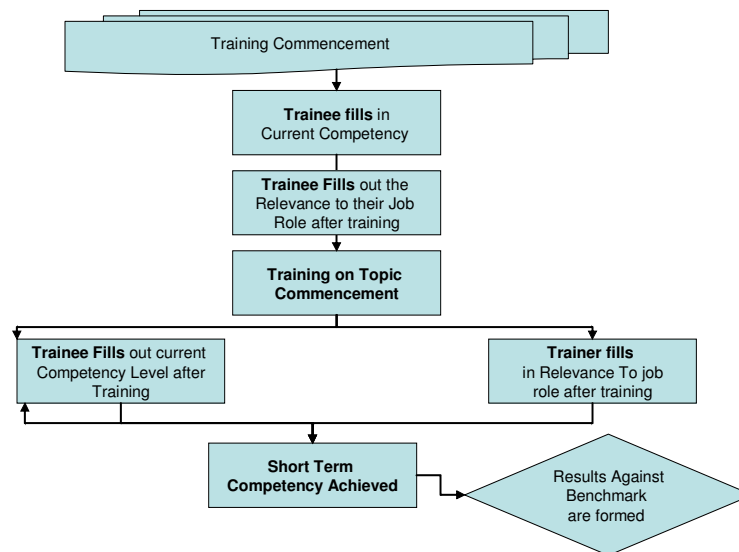 Training Commencement
Trainee fills in
Current Competency
Trainee Fills out the
Relevance to their Job
Role after training
Training on Topic
Commencement
Trainee Fills out current
Competency Level after
Training
Trainer fills
in Relevance To job
role after training
Short Term
Competency Achieved
Results Against
Benchmark
are formed